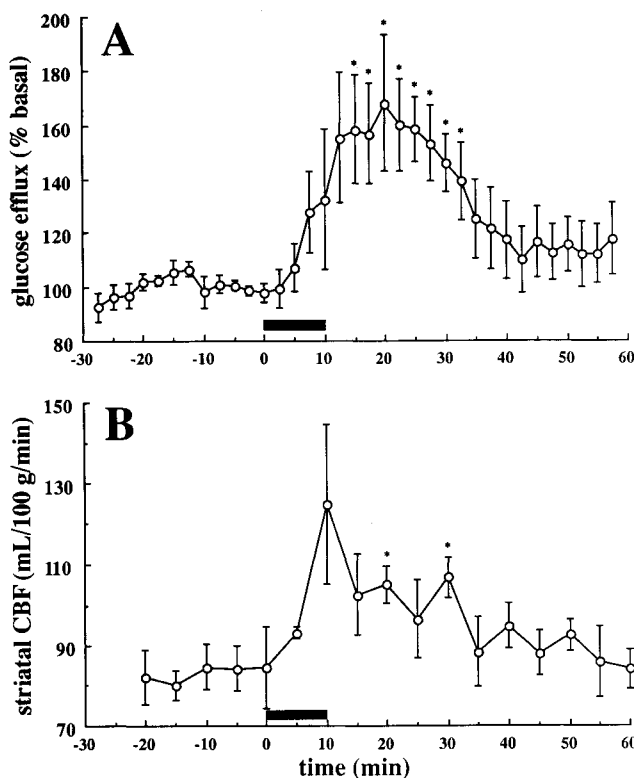 A
glucose efflux (% basal)
200
180
160
140
120
100
80
* * * * * * * *
-30 -20 -10 0 10 20 30 40 50 60
B
striatal CBF (mL/100 g/min)
150
130
110
90
70
* *
-30 -20 -10 0 10 20 30 40 50 60
time (min)